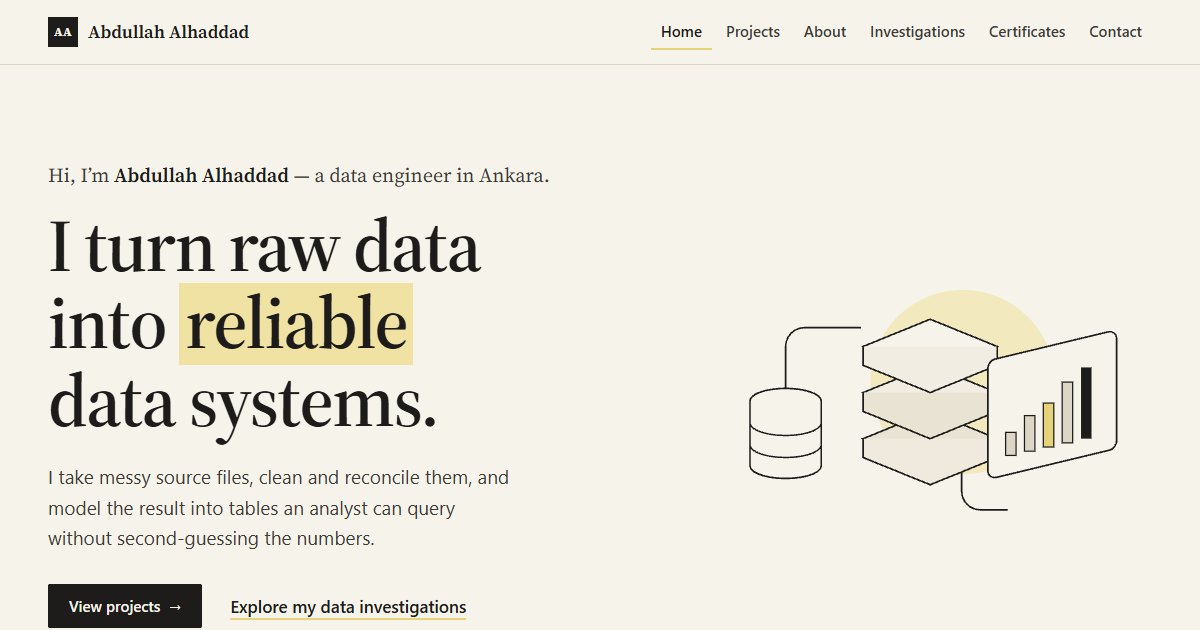 AA Abdullah Alhaddad
Home Projects About Investigations Certificates Contact
Hi, I’m Abdullah Alhaddad — a data engineer in Ankara.
I turn raw data
into reliable
data systems.
I take messy source files, clean and reconcile them, and
model the result into tables an analyst can query
without second-guessing the numbers.
View projects →
Explore my data investigations